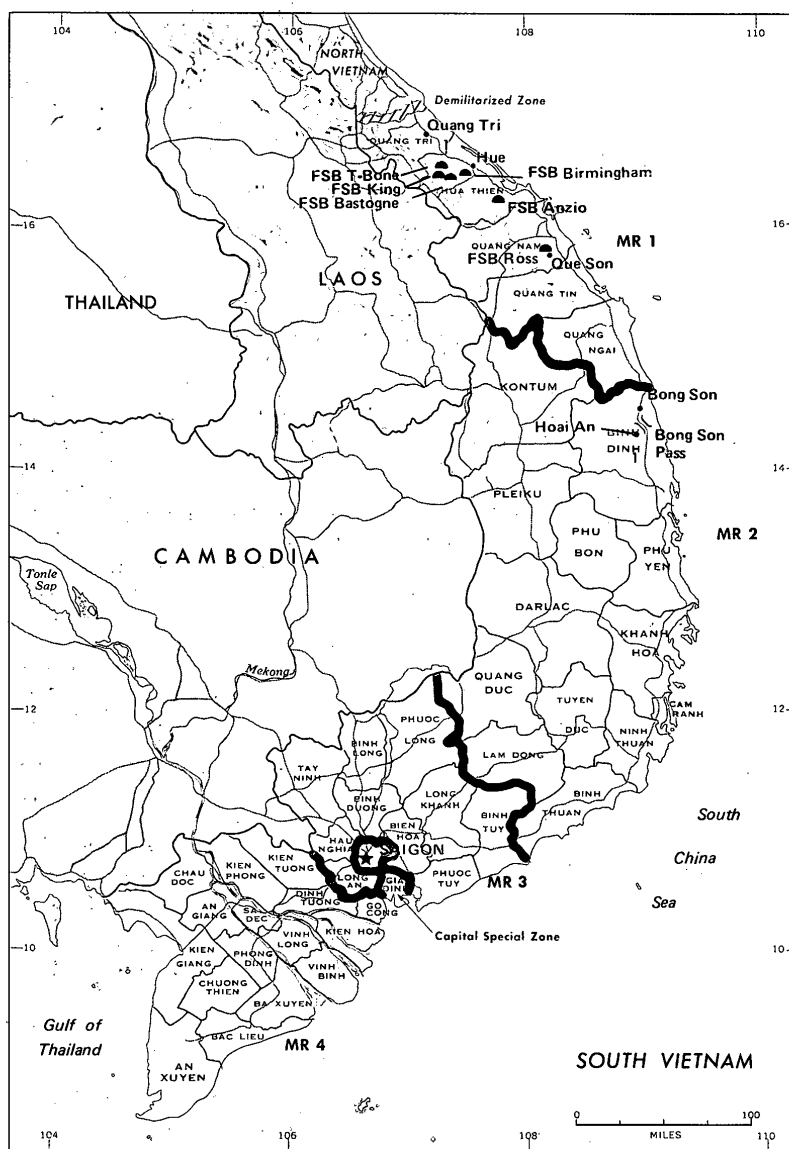 104
106
108
110
NORTH
VIETNAM
Demilitarized Zone
Quang Tri
QUANG TRI
Hue
FSB T-Bone
FSB Birmingham
FSB King
THUA THIEN
FSB Bastogne
FSB Anzio
16
16
MR 1
QUANG NAM
FSB Ross
Que Son
LAOS
THAILAND
QUANG TIN
QUANG
NGAI
KONTUM
Bong Son
Hoai An
BINH
DINH
Bong Son
Pass
14
14
PLEIKU
PHU
BON
MR 2
PHU
YEN
CAMBODIA
Tonle
Sap
DARLAC
KHANH
HOA
Mekong
QUANG
DUC
12
12
TUYEN
DUC
CAM
RANH
PHUOC
LONG
NINH
THUAN
BINH
LONG
LAM DONG
TAY
NINH
BINH
DUONG
LONG
KHANH
BINH
THUAN
BINH
TUY
BIEN
HOA
South
China
Sea
HAU
NGHIA
SAIGON
CHAU
DOC
KIEN
PHONG
KIEN
TUONG
LONG
AN
GIA
DINH
PHUOC
TUY
MR 3
DINH
TUONG
GO
CONG
AN
GIANG
SA
DEC
Capital Special Zone
VINH
LONG
KIEN HOA
10
10
KIEN
GIANG
PHONG
DINH
VINH
BINH
CHUONG
THIEN
BA XUYEN
Gulf of
Thailand
BAC LIEU
MR 4
AN
XUYEN
SOUTH VIETNAM
0
100
MILES
104
106
108
110